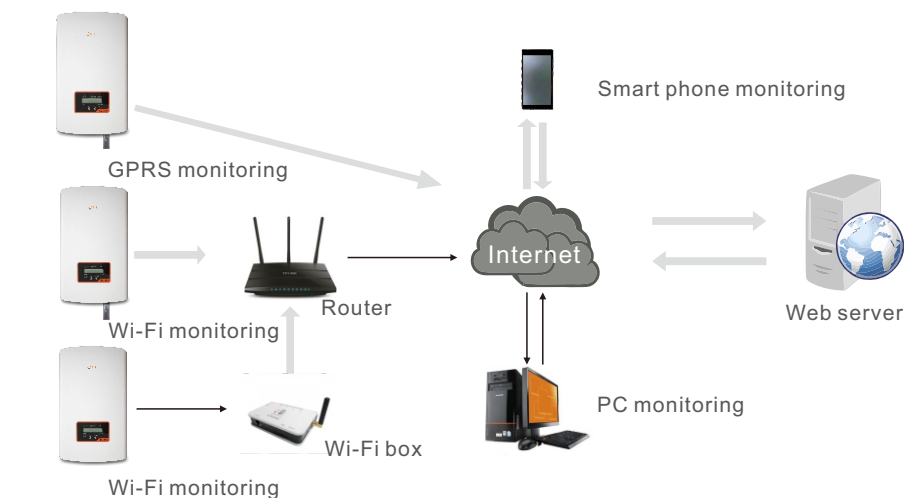 Smart phone monitoring
GPRS monitoring
Internet
Router
Web server
Wi-Fi monitoring
PC monitoring
Wi-Fi box
Wi-Fi monitoring